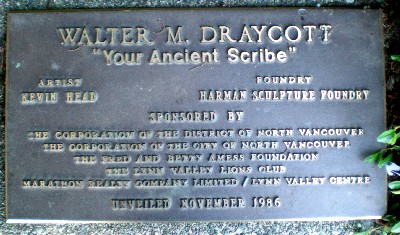 WALTER M. DRAYCOTT
"Your Ancient Scribe"
ARTIST FOUNDRY
KEVIN HEAD HARMAN SCULPTURE FOUNDRY
SPONSORED BY
THE CORPORATION OF THE DISTRICT OF NORTH VANCOUVER
THE CORPORATION OF THE CITY OF NORTH VANCOUVER
THE FRED AND BETTY AMESS FOUNDATION
THE LYNN VALLEY LIONS CLUB
MARATHON REALTY COMPANY LIMITED / LYNN VALLEY CENTRE
UNVEILED NOVEMBER 1986